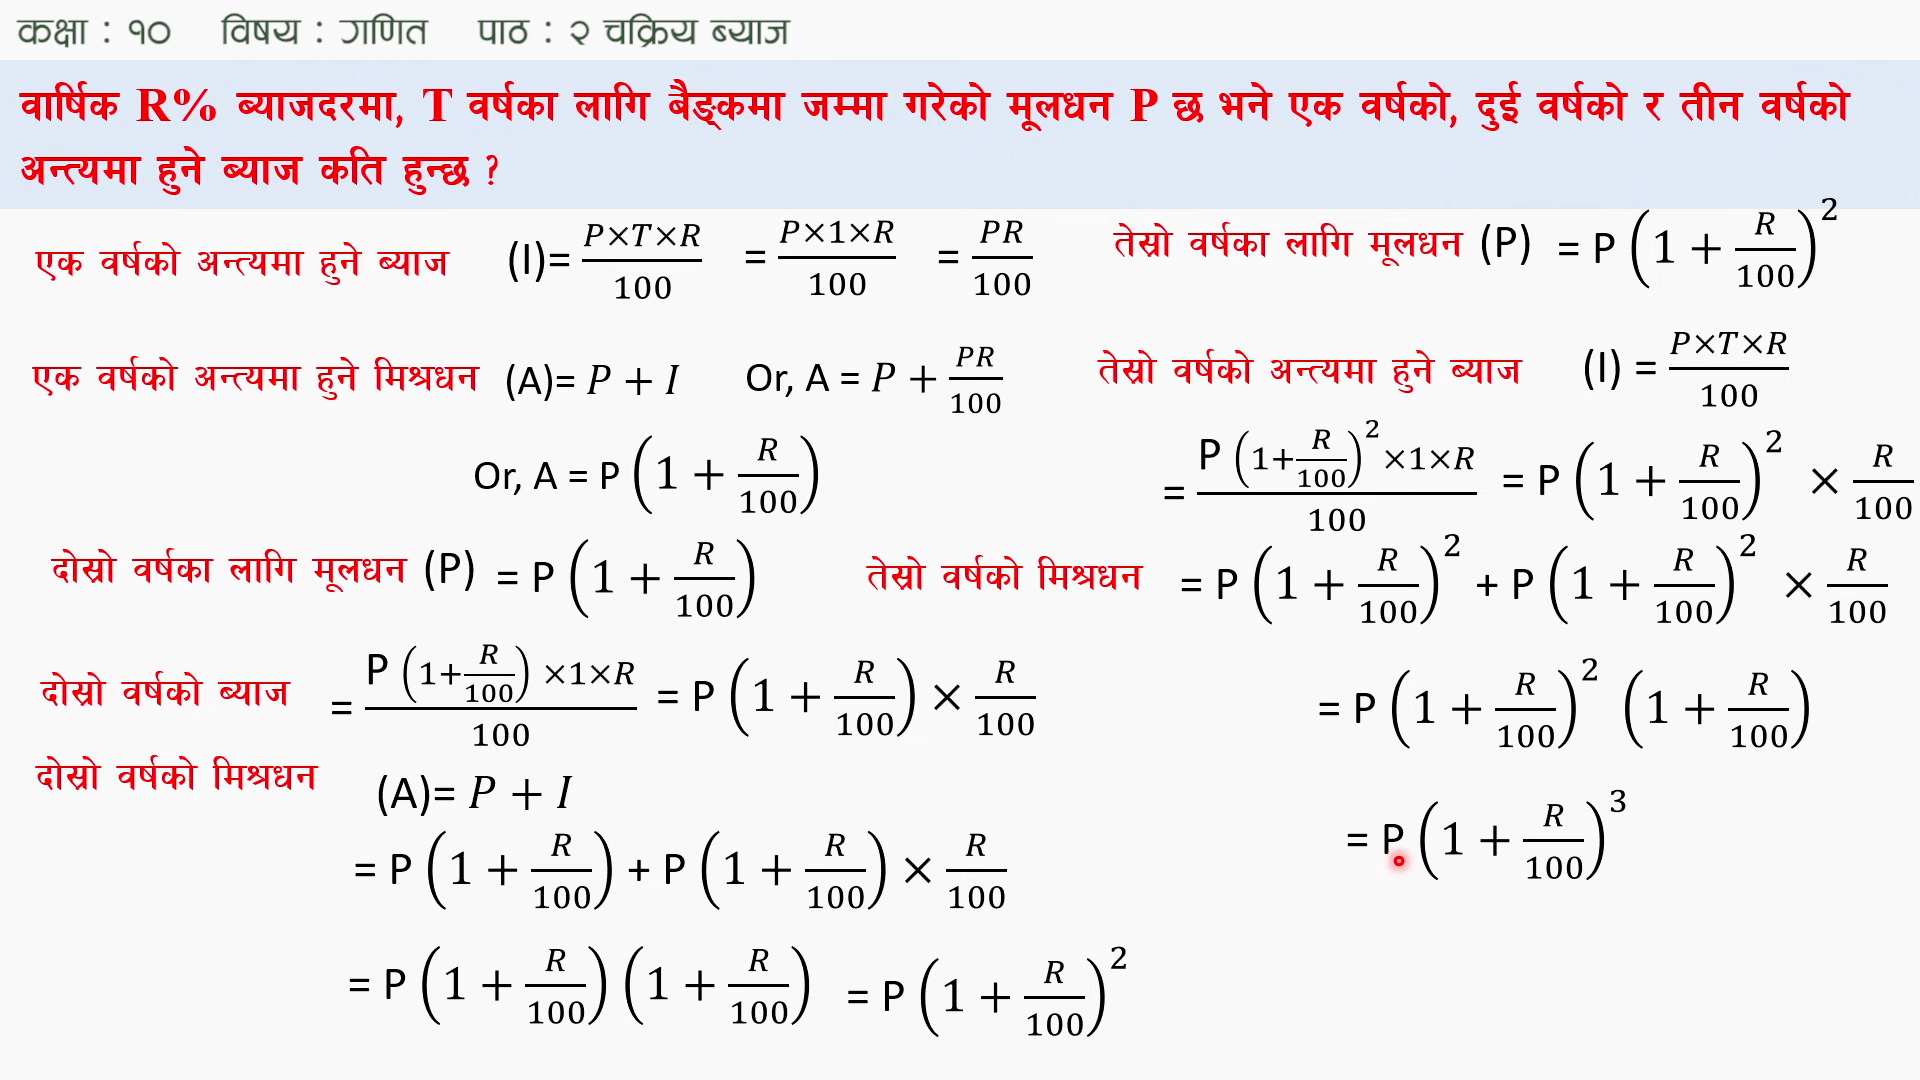 कक्षा : १० विषय : गणित पाठ : २ चक्रिय ब्याज
वार्षिक R% ब्याजदरमा, T वर्षका लागि बैङ्कमा जम्मा गरेको मूलधन P छ भने एक वर्षको, दुई वर्षको र तीन वर्षको
अन्त्यमा हुने ब्याज कति हुन्छ ?
एक वर्षको अन्त्यमा हुने ब्याज (I)= P×T×R/100 = P×1×R/100 = PR/100
एक वर्षको अन्त्यमा हुने मिश्रधन (A)= P + I Or, A = P + PR/100
Or, A = P (1 + R/100)
दोस्रो वर्षका लागि मूलधन (P) = P (1 + R/100)
दोस्रो वर्षको ब्याज = P (1+R/100) ×1×R/100 = P (1 + R/100) × R/100
दोस्रो वर्षको मिश्रधन (A)= P + I
= P (1 + R/100) + P (1 + R/100) × R/100
= P (1 + R/100) (1 + R/100) = P (1 + R/100)²
तेस्रो वर्षका लागि मूलधन (P) = P (1 + R/100)²
तेस्रो वर्षको अन्त्यमा हुने ब्याज (I) = P×T×R/100
= P (1+R/100)² ×1×R/100 = P (1 + R/100)² × R/100
तेस्रो वर्षको मिश्रधन = P (1 + R/100)² + P (1 + R/100)² × R/100
= P (1 + R/100)² (1 + R/100)
= P (1 + R/100)³